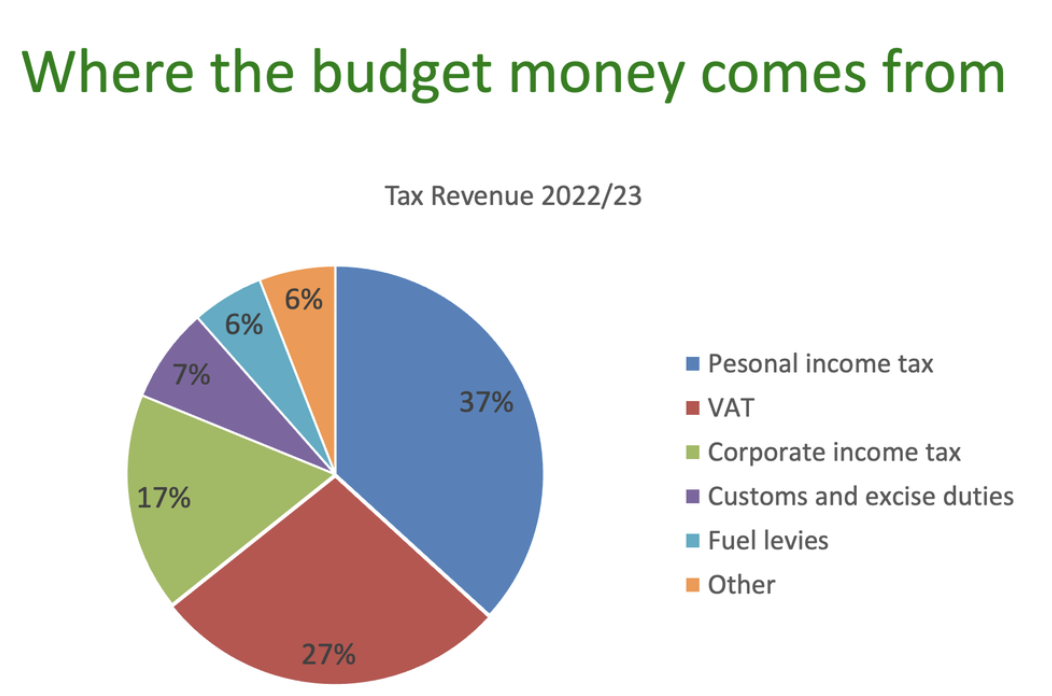 Where the budget money comes from
Tax Revenue 2022/23
6%
6%
7%
37%
17%
27%
Pesonal income tax
VAT
Corporate income tax
Customs and excise duties
Fuel levies
Other